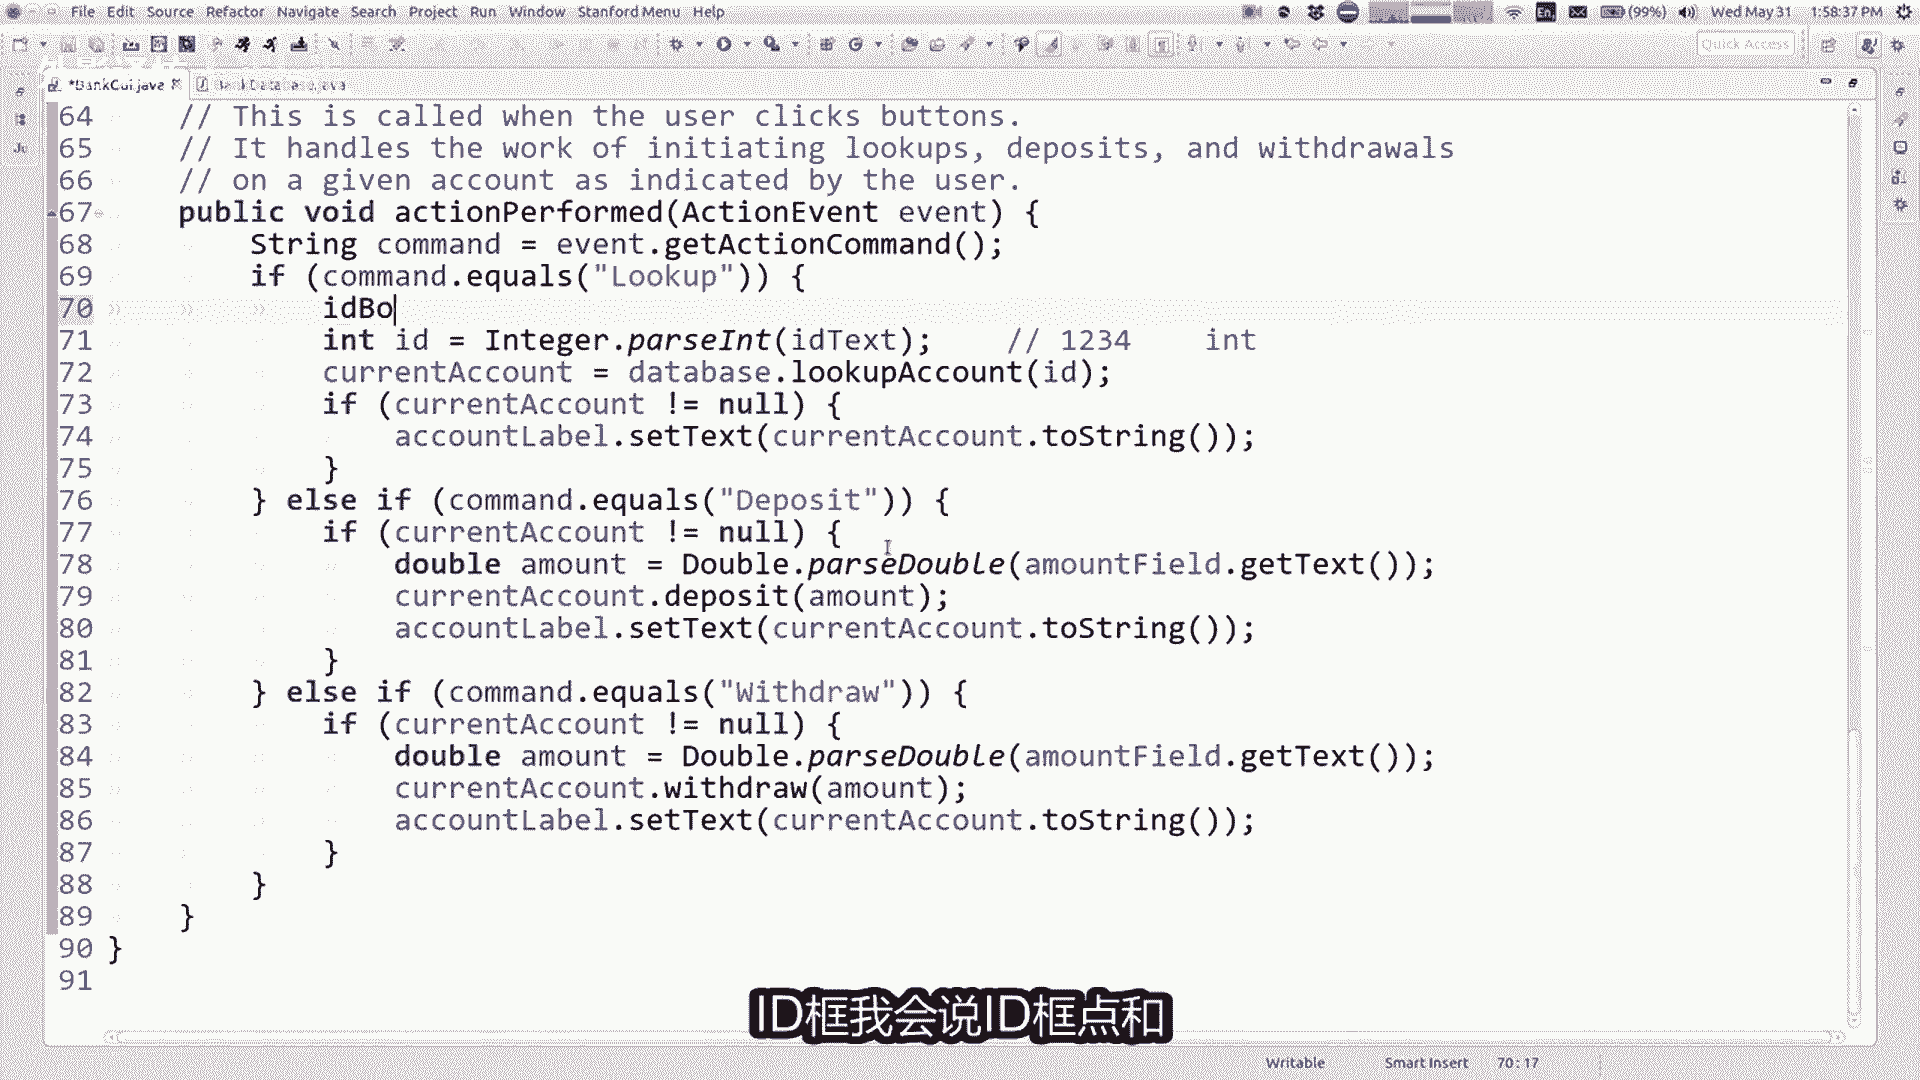 File Edit Source Refactor Navigate Search Project Run Window Stanford Menu Help
En
(99%)
Wed May 31 1:58:37 PM
Quick Access
*BankGui.java
BankDatabase.java
64 // This is called when the user clicks buttons.
65 // It handles the work of initiating lookups, deposits, and withdrawals
66 // on a given account as indicated by the user.
67 public void actionPerformed(ActionEvent event) {
68 String command = event.getActionCommand();
69 if (command.equals("Lookup")) {
70 idBo
71 int id = Integer.parseInt(idText); // 1234 int
72 currentAccount = database.lookupAccount(id);
73 if (currentAccount != null) {
74 accountLabel.setText(currentAccount.toString());
75 }
76 } else if (command.equals("Deposit")) {
77 if (currentAccount != null) {
78 double amount = Double.parseDouble(amountField.getText());
79 currentAccount.deposit(amount);
80 accountLabel.setText(currentAccount.toString());
81 }
82 } else if (command.equals("Withdraw")) {
83 if (currentAccount != null) {
84 double amount = Double.parseDouble(amountField.getText());
85 currentAccount.withdraw(amount);
86 accountLabel.setText(currentAccount.toString());
87 }
88 }
89 }
90 }
91
ID框我会说ID框点和
Writable Smart Insert 70:17